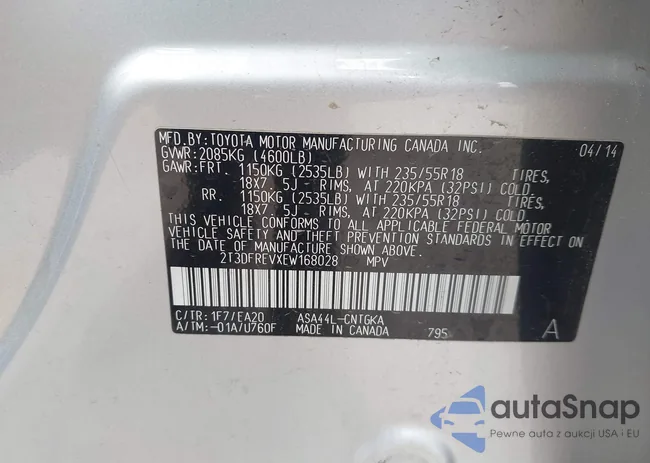 MFD.BY:TOYOTA MOTOR MANUFACTURING CANADA INC.
GVWR:2085KG (4600LB) 04/14
GAWR:FRT. 1150KG (2535LB) WITH 235/55R18 TIRES,
18X7. 5J - RIMS, AT 220KPA (32PSI) COLD.
RR. 1150KG (2535LB) WITH 235/55R18 TIRES,
18X7. 5J - RIMS, AT 220KPA (32PSI) COLD.
THIS VEHICLE CONFORMS TO ALL APPLICABLE FEDERAL MOTOR
VEHICLE SAFETY AND THEFT PREVENTION STANDARDS IN EFFECT ON
THE DATE OF MANUFACTURE SHOWN ABOVE.
2T3DFREVXEW168028 MPV
C/TR:1F7/EA20 ASA44L-CNTGKA
A/TM:-01A/U760F MADE IN CANADA 795 A
autaSnap
Pewne auta z aukcji USA i EU